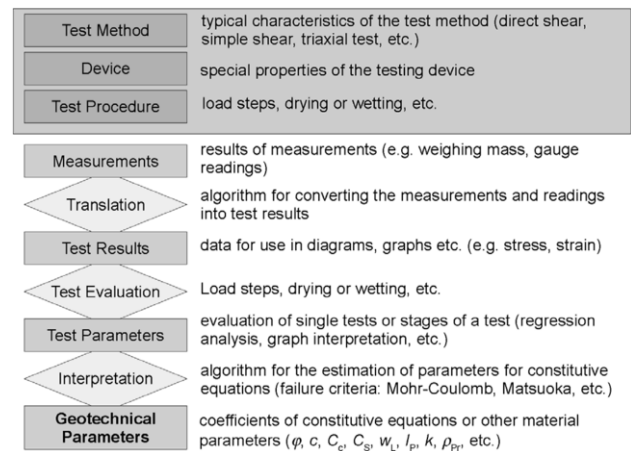 Test Method
typical characteristics of the test method (direct shear,
simple shear, triaxial test, etc.)
Device
special properties of the testing device
Test Procedure
load steps, drying or wetting, etc.
Measurements
results of measurements (e.g. weighing mass, gauge
readings)
Translation
algorithm for converting the measurements and readings
into test results
Test Results
data for use in diagrams, graphs etc. (e.g. stress, strain)
Test Evaluation
Load steps, drying or wetting, etc.
Test Parameters
evaluation of single tests or stages of a test (regression
analysis, graph interpretation, etc.)
Interpretation
algorithm for the estimation of parameters for constitutive
equations (failure criteria: Mohr-Coulomb, Matsuoka, etc.)
Geotechnical
Parameters
coefficients of constitutive equations or other material
parameters (φ, c, C_c, C_S, w_L, I_P, k, ρ_Pr, etc.)